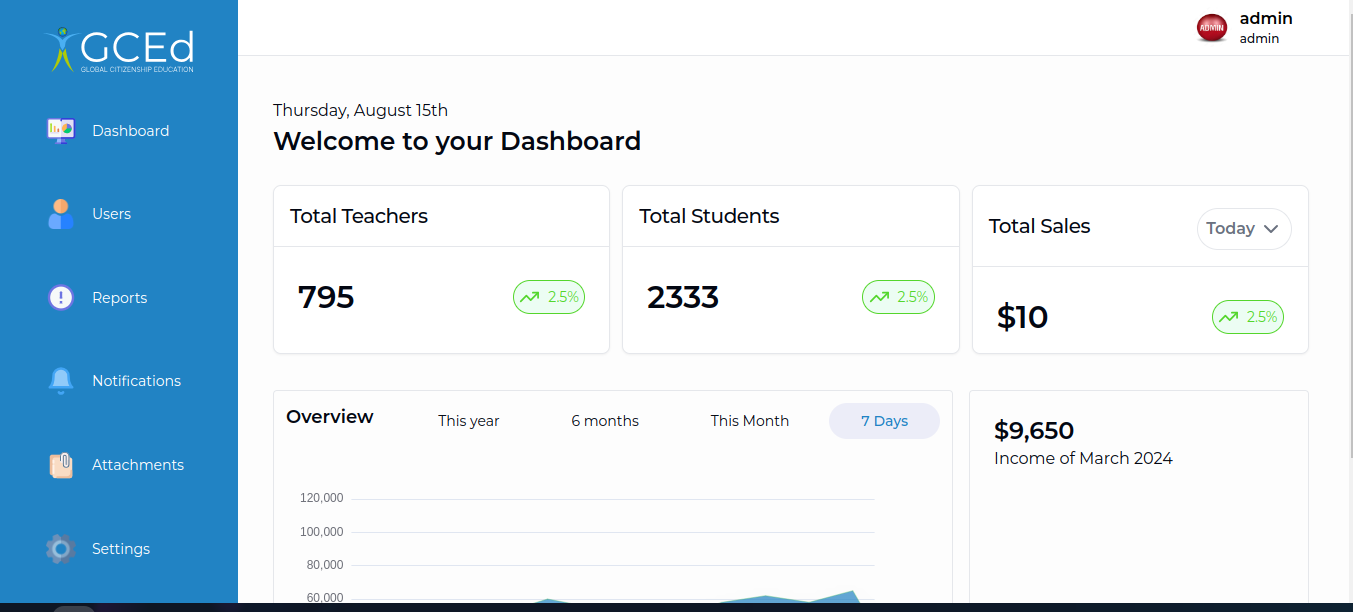 GCEd
GLOBAL CITIZENSHIP EDUCATION
Dashboard
Users
Reports
Notifications
Attachments
Settings
ADMIN
admin
admin
Thursday, August 15th
Welcome to your Dashboard
Total Teachers
795
2.5%
Total Students
2333
2.5%
Total Sales
Today
$10
2.5%
Overview
This year
6 months
This Month
7 Days
120,000
100,000
80,000
60,000
$9,650
Income of March 2024